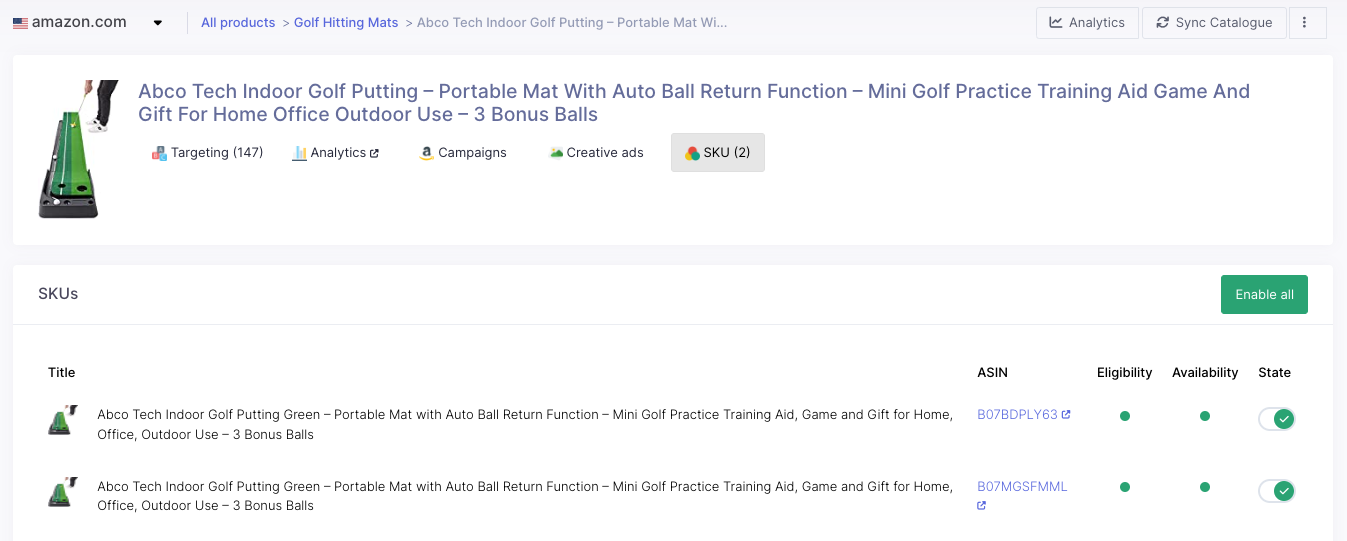 amazon.com
All products > Golf Hitting Mats > Abco Tech Indoor Golf Putting – Portable Mat Wi...
Analytics
Sync Catalogue
Abco Tech Indoor Golf Putting – Portable Mat With Auto Ball Return Function – Mini Golf Practice Training Aid Game And
Gift For Home Office Outdoor Use – 3 Bonus Balls
Targeting (147)
Analytics
Campaigns
Creative ads
SKU (2)
SKUs
Enable all
Title
ASIN
Eligibility
Availability
State
Abco Tech Indoor Golf Putting Green – Portable Mat with Auto Ball Return Function – Mini Golf Practice Training Aid, Game and Gift for Home,
Office, Outdoor Use – 3 Bonus Balls
B07BDPLY63
Abco Tech Indoor Golf Putting Green – Portable Mat with Auto Ball Return Function – Mini Golf Practice Training Aid, Game and Gift for Home,
Office, Outdoor Use – 3 Bonus Balls
B07MGSFMML